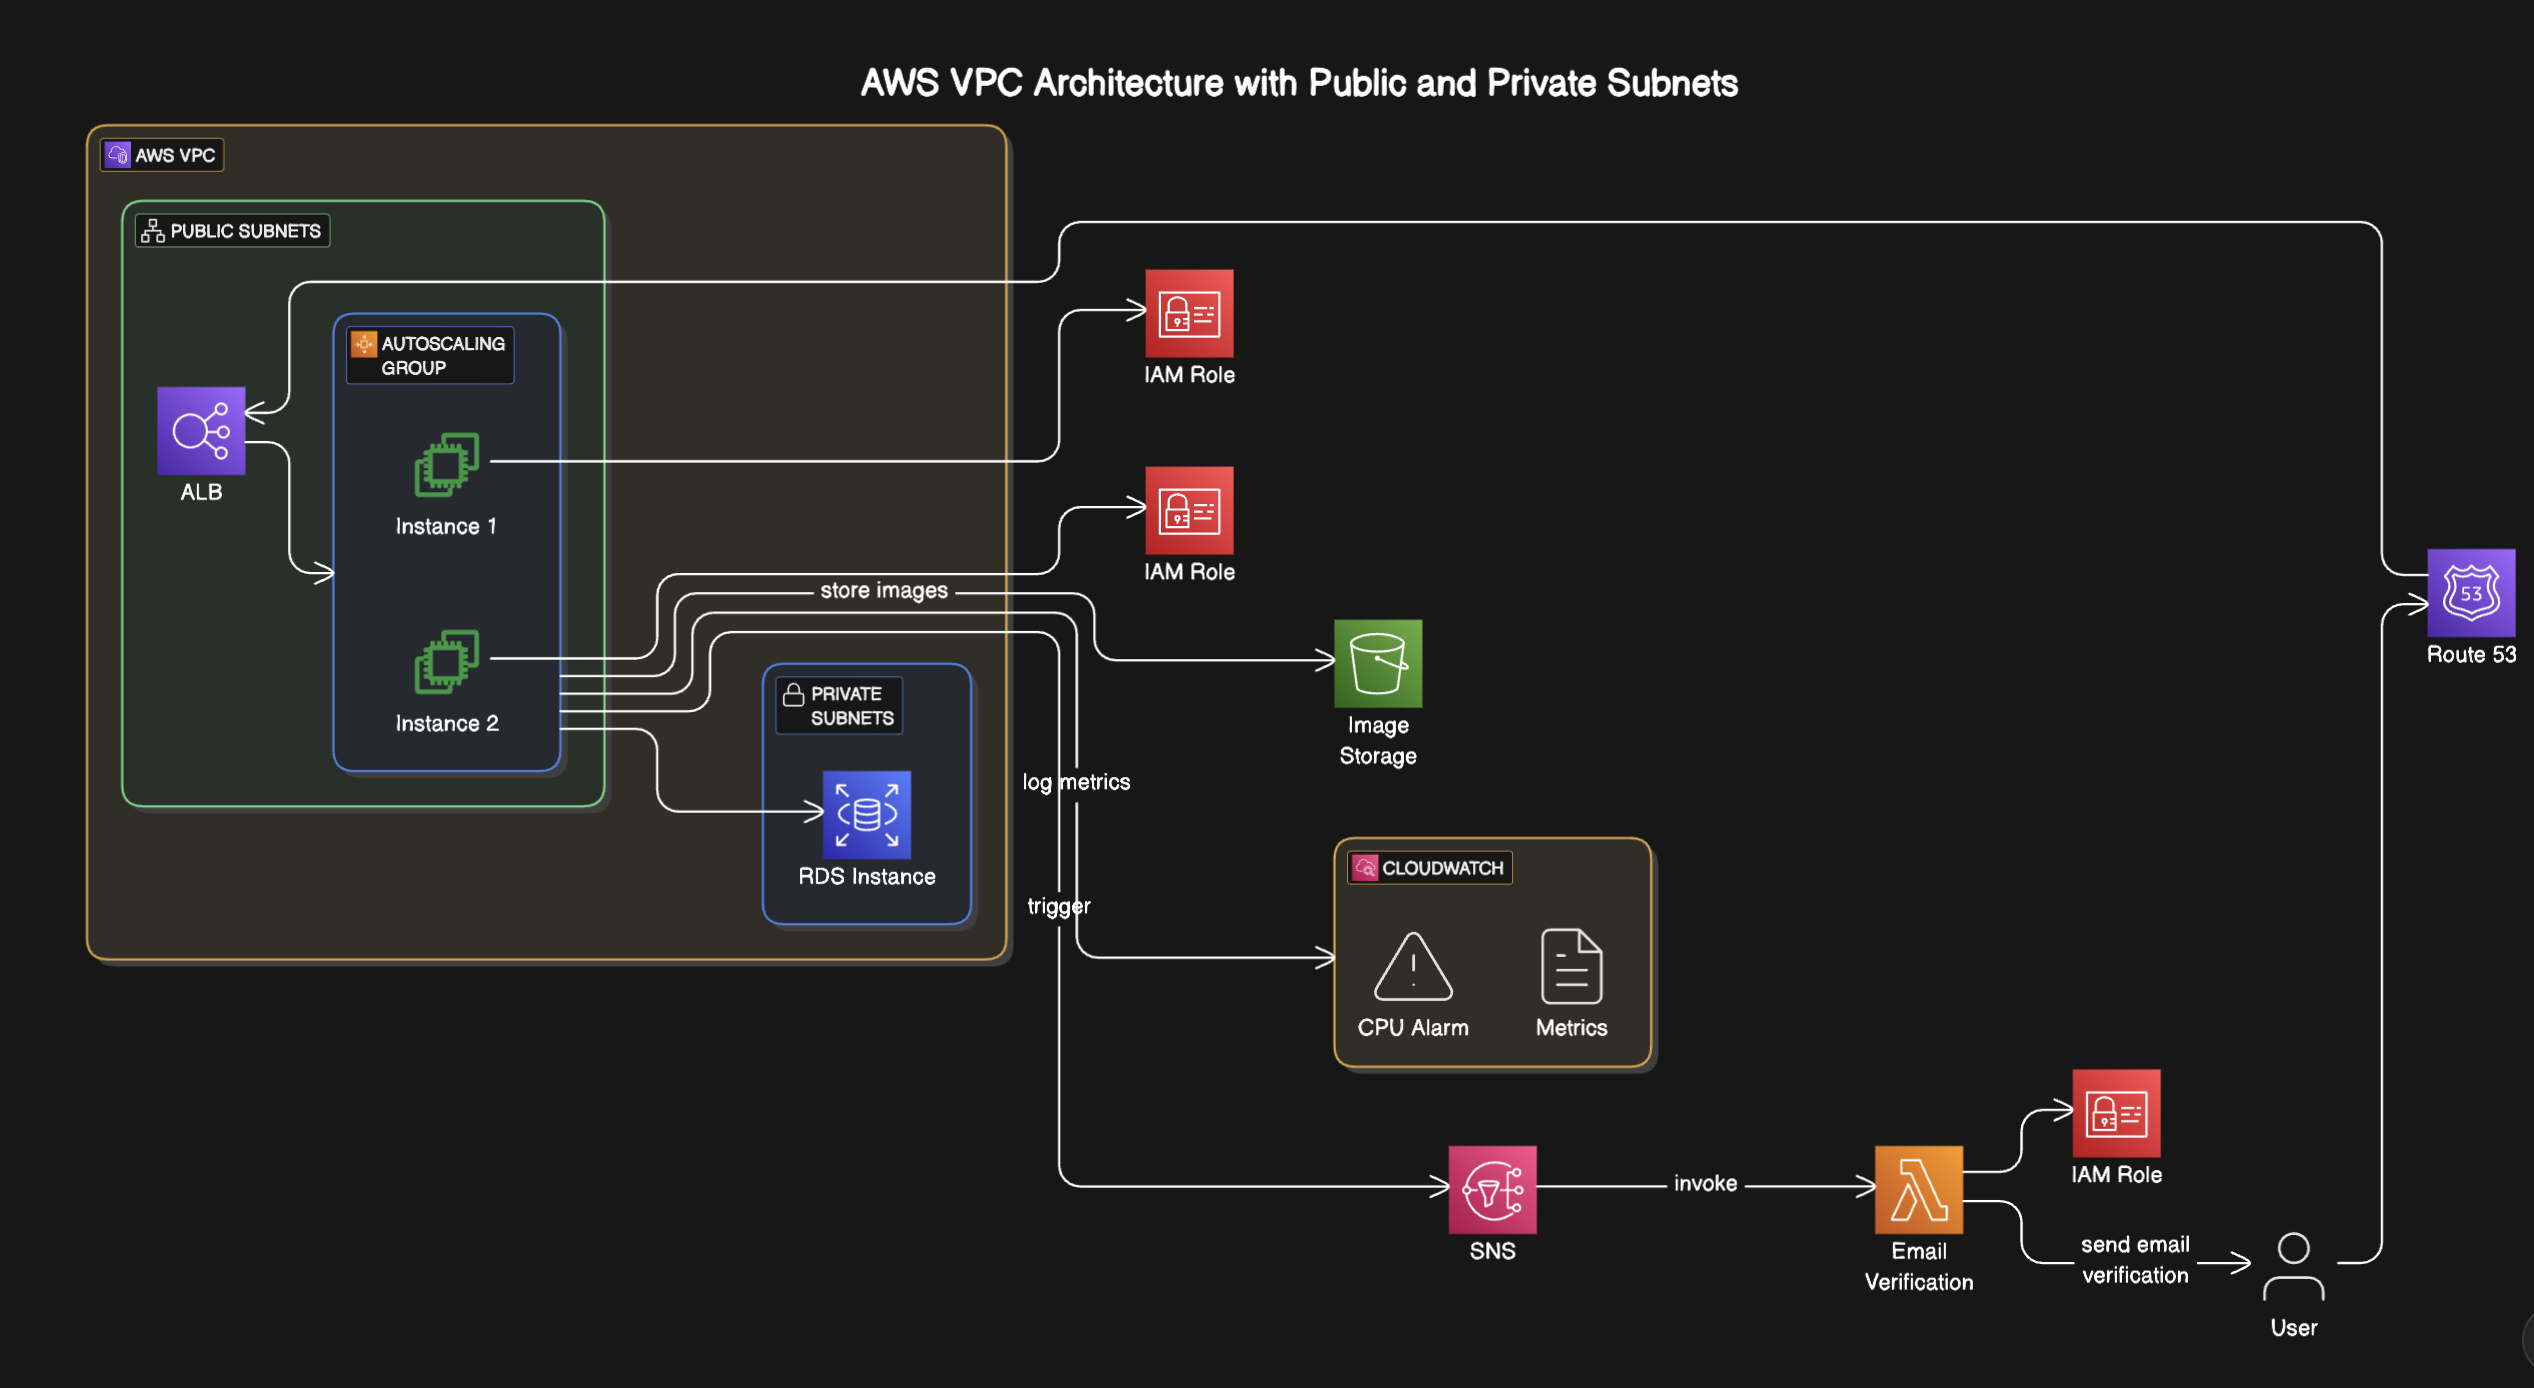 AWS VPC Architecture with Public and Private Subnets
AWS VPC
PUBLIC SUBNETS
AUTOSCALING
GROUP
ALB
Instance 1
Instance 2
IAM Role
IAM Role
store images
PRIVATE
SUBNETS
RDS Instance
Image
Storage
Route 53
53
log metrics
trigger
CLOUDWATCH
CPU Alarm
Metrics
SNS
invoke
Email
Verification
IAM Role
send email
verification
User